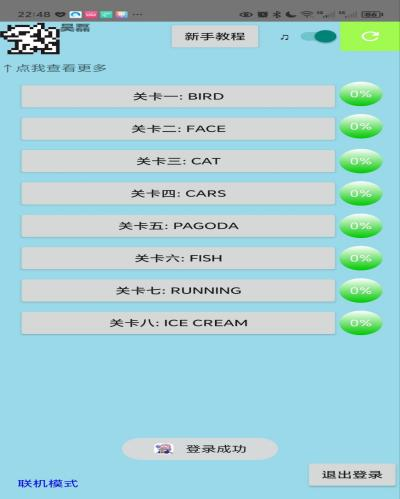 22:48
吴磊
新手教程
↑点我查看更多
关卡一: BIRD 0%
关卡二: FACE 0%
关卡三: CAT 0%
关卡四: CARS 0%
关卡五: PAGODA 0%
关卡六: FISH 0%
关卡七: RUNNING 0%
关卡八: ICE CREAM 0%
登录成功
退出登录
联机模式